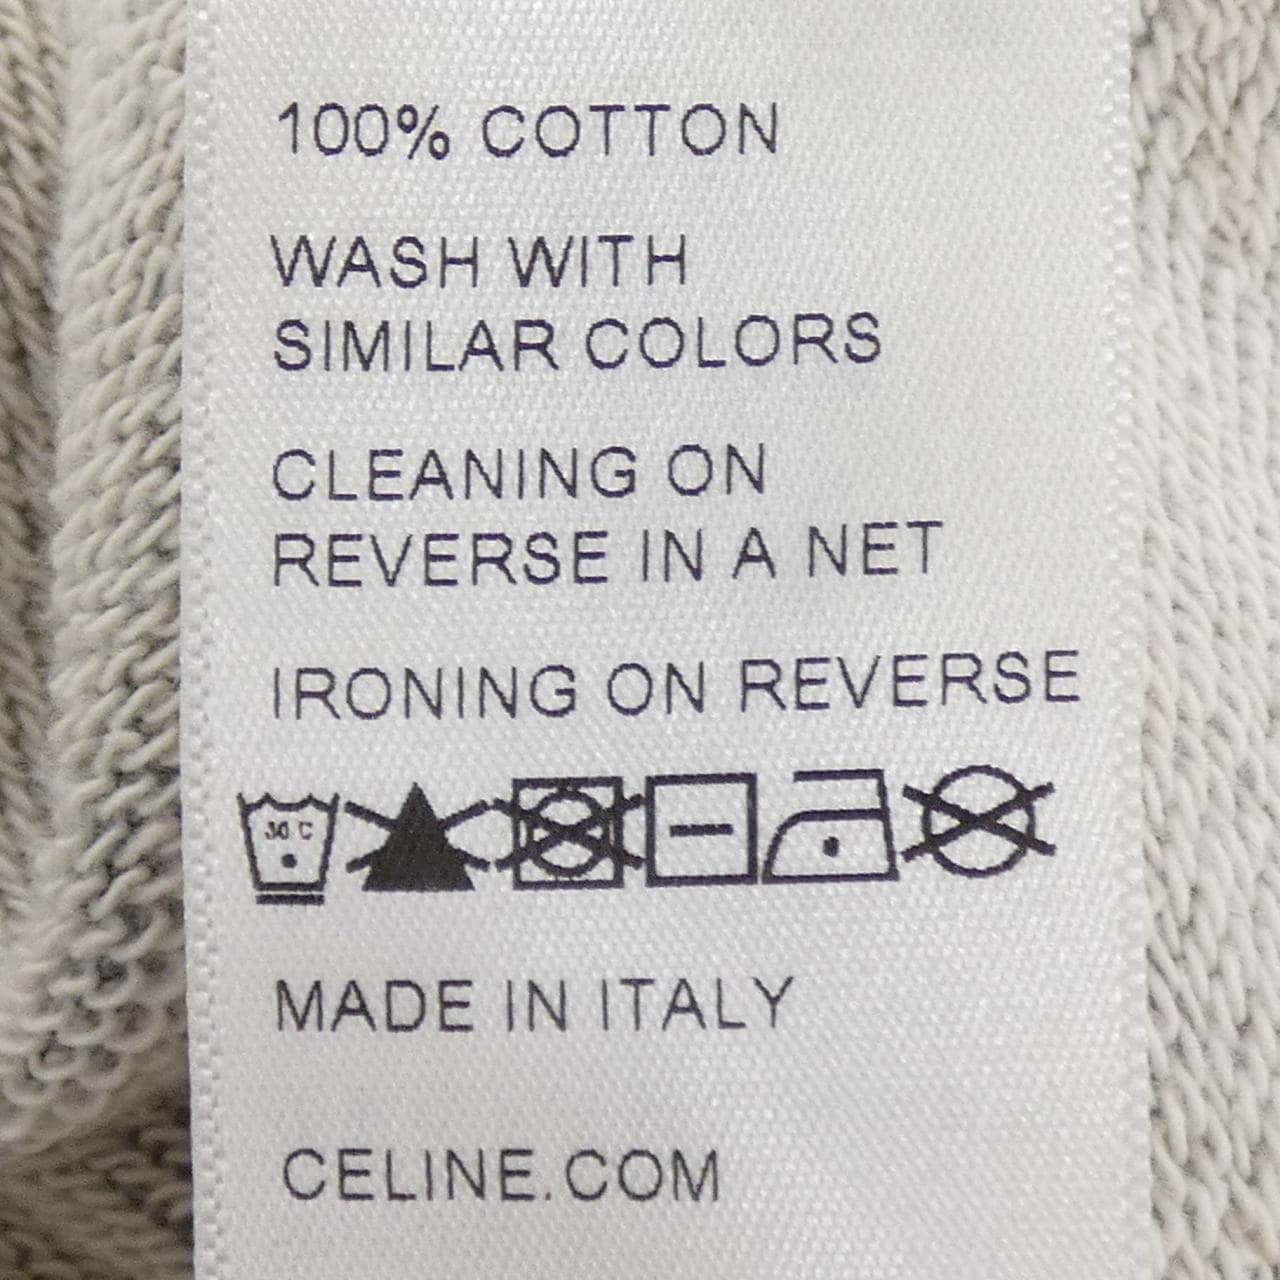 100% COTTON
WASH WITH
SIMILAR COLORS
CLEANING ON
REVERSE IN A NET
IRONING ON REVERSE
30 C
MADE IN ITALY
CELINE.COM